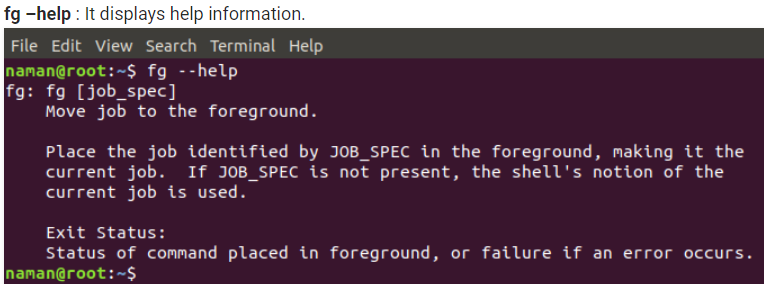 fg –help : It displays help information.
File Edit View Search Terminal Help
naman@root:~$ fg --help
fg: fg [job_spec]
    Move job to the foreground.

    Place the job identified by JOB_SPEC in the foreground, making it the
    current job.  If JOB_SPEC is not present, the shell's notion of the
    current job is used.

    Exit Status:
    Status of command placed in foreground, or failure if an error occurs.
naman@root:~$